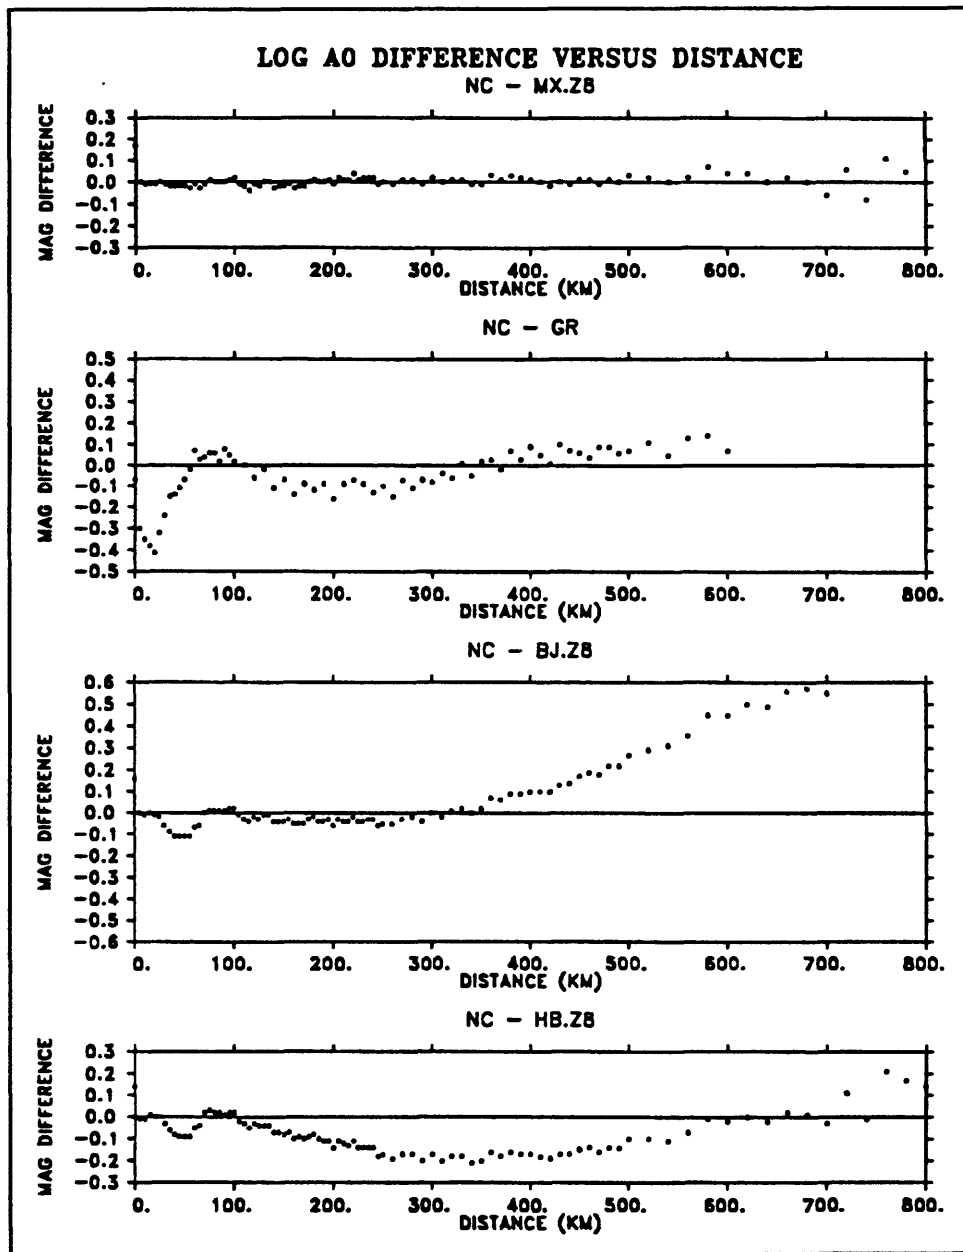 LOG A0 DIFFERENCE VERSUS DISTANCE
NC - MX.Z8
MAG DIFFERENCE
0.3
0.2
0.1
0.0
-0.1
-0.2
-0.3
0. 100. 200. 300. 400. 500. 600. 700. 800.
DISTANCE (KM)
NC - GR
MAG DIFFERENCE
0.5
0.4
0.3
0.2
0.1
0.0
-0.1
-0.2
-0.3
-0.4
-0.5
0. 100. 200. 300. 400. 500. 600. 700. 800.
DISTANCE (KM)
NC - BJ.Z8
MAG DIFFERENCE
0.6
0.5
0.4
0.3
0.2
0.1
0.0
-0.1
-0.2
-0.3
-0.4
-0.5
-0.6
0. 100. 200. 300. 400. 500. 600. 700. 800.
DISTANCE (KM)
NC - HB.Z8
MAG DIFFERENCE
0.3
0.2
0.1
0.0
-0.1
-0.2
-0.3
0. 100. 200. 300. 400. 500. 600. 700. 800.
DISTANCE (KM)